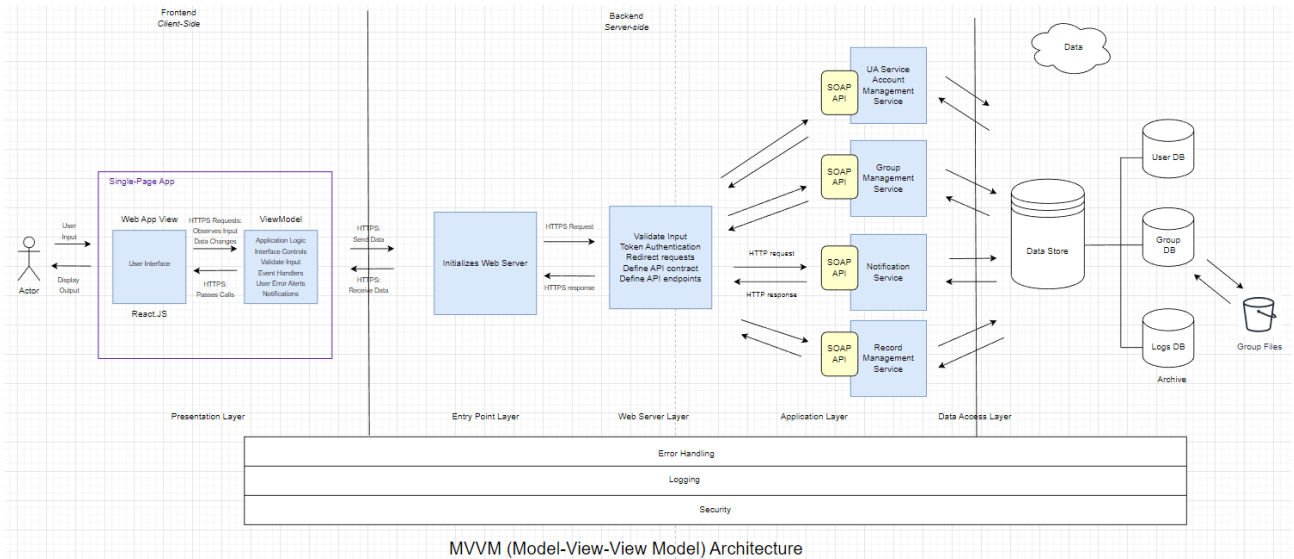 Frontend
Client-Side
Backend
Server-side
Data
Single-Page App
Web App View
User Interface
React.JS
HTTPS Requests:
Observes Input
Data Changes
HTTPS:
Passes Calls
ViewModel
Application Logic
Interface Controls
Validate Input
Event Handlers
User Error Alerts
Notifications
User
Input
Display
Output
Actor
HTTPS:
Send Data
HTTPS:
Receive Data
Initializes Web Server
HTTPS Request
HTTPS response
Validate Input
Token Authentication
Redirect requests
Define API contract
Define API endpoints
HTTP request
HTTP response
SOAP
API
UA Service
Account
Management
Service
SOAP
API
Group
Management
Service
SOAP
API
Notification
Service
SOAP
API
Record
Management
Service
Data Store
User DB
Group
DB
Logs DB
Archive
Group Files
Presentation Layer
Entry Point Layer
Web Server Layer
Application Layer
Data Access Layer
Error Handling
Logging
Security
MVVM (Model-View-View Model) Architecture